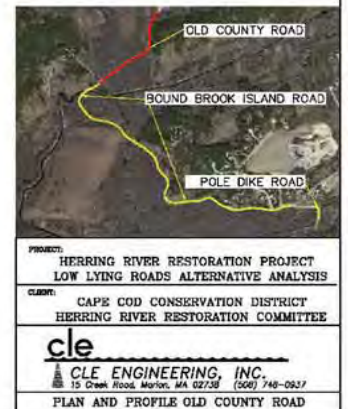 OLD COUNTY ROAD
BOUND BROOK ISLAND ROAD
POLE DIKE ROAD
PROJECT:
HERRING RIVER RESTORATION PROJECT
LOW LYING ROADS ALTERNATIVE ANALYSIS
CLIENT:
CAPE COD CONSERVATION DISTRICT
HERRING RIVER RESTORATION COMMITTEE
cle
CLE ENGINEERING, INC.
15 Creek Road, Marion, MA 02738 (508) 748-0937
PLAN AND PROFILE OLD COUNTY ROAD